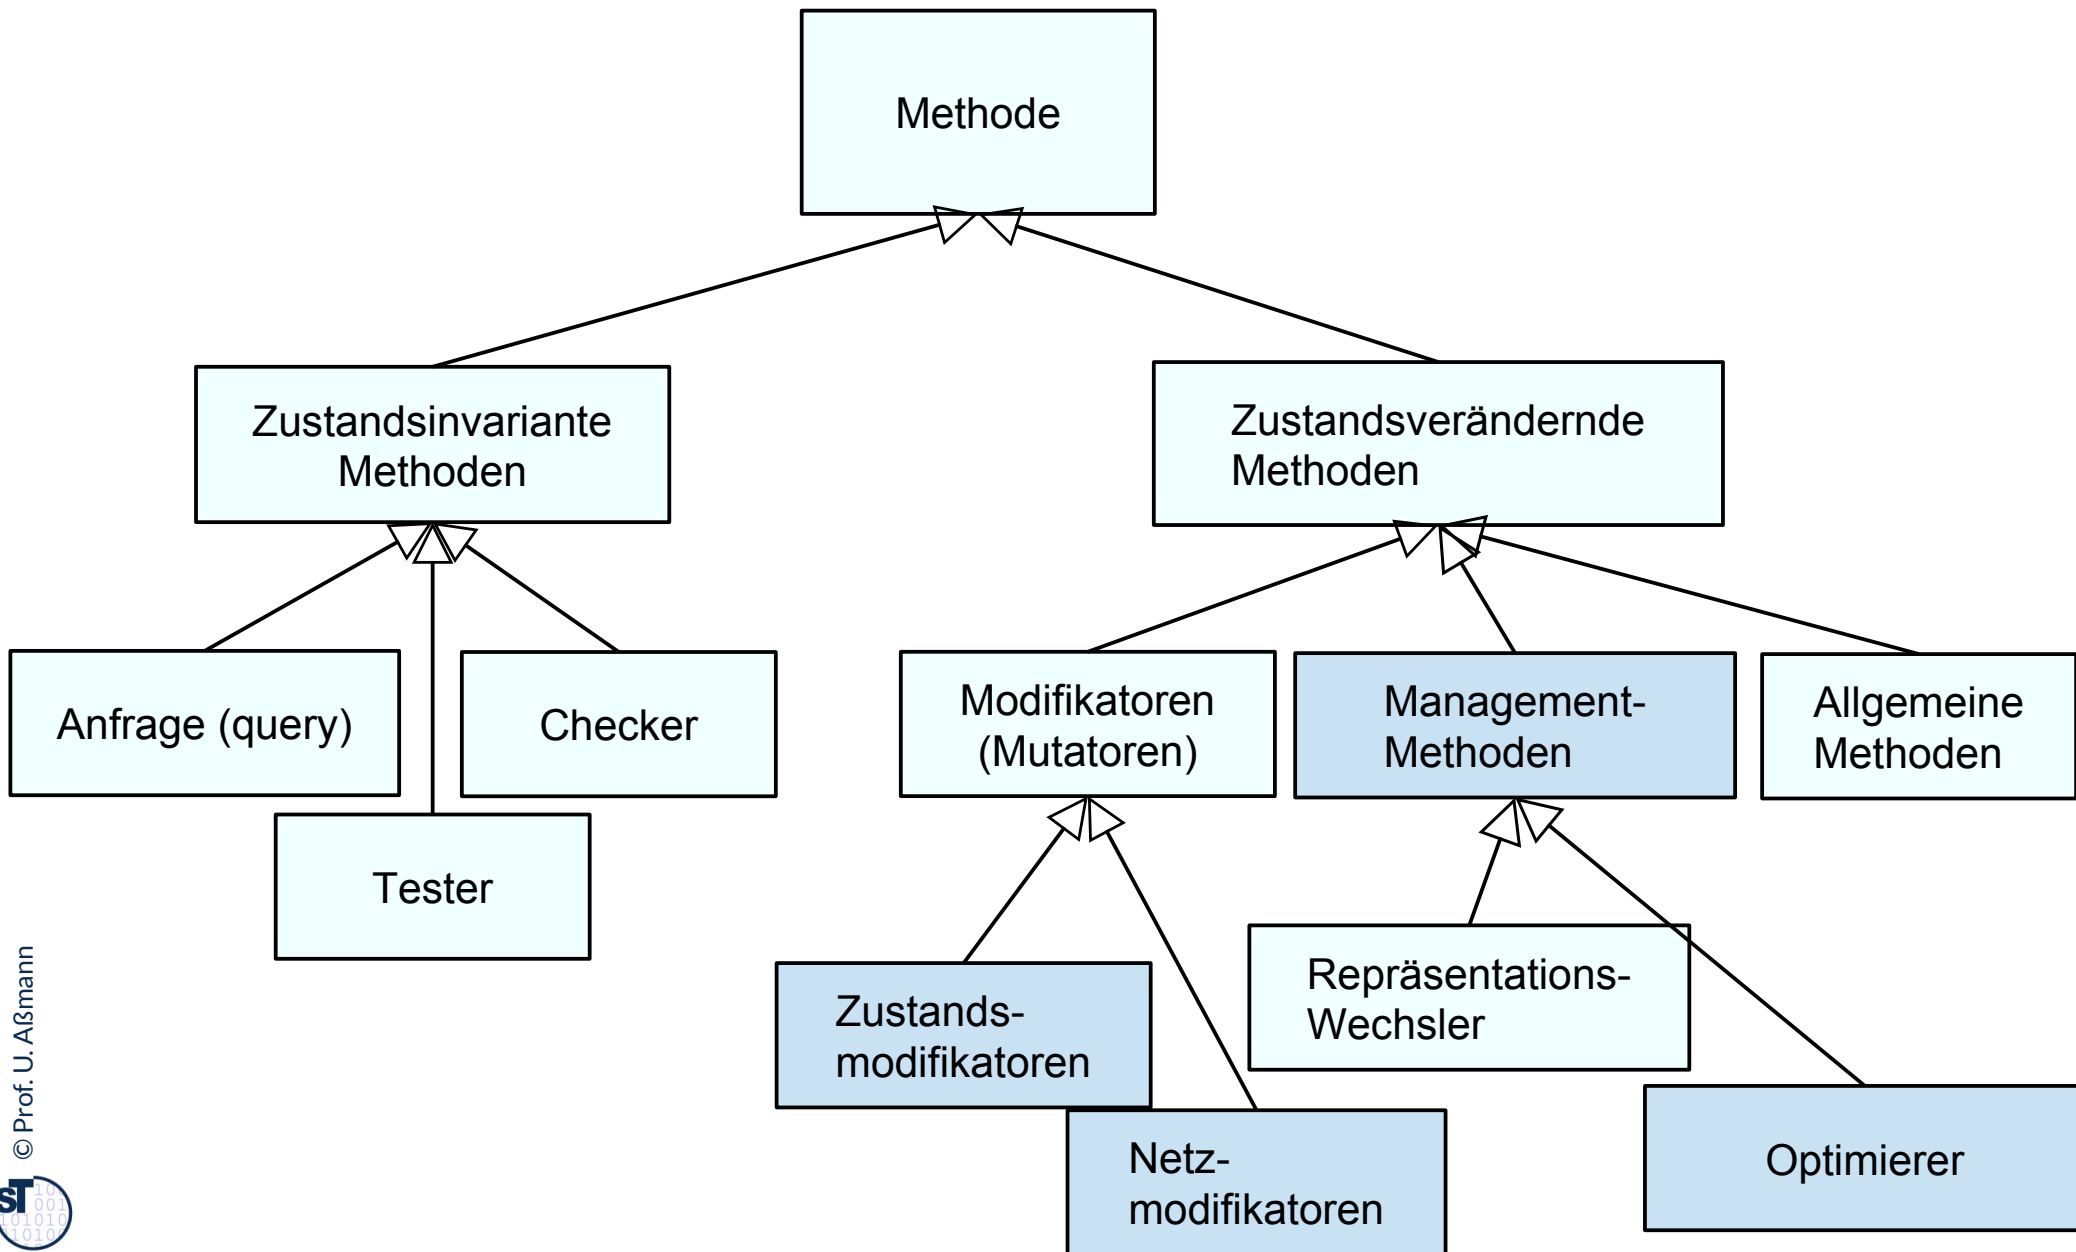 Methode
Zustandsinvariante
Methoden
Zustandsverändernde
Methoden
Anfrage (query)
Checker
Modifikatoren
(Mutatoren)
Management-
Methoden
Allgemeine
Methoden
Tester
Zustands-
modifikatoren
Repräsentations-
Wechsler
Netz-
modifikatoren
Optimierer
© Prof. U. Aßmann
ST